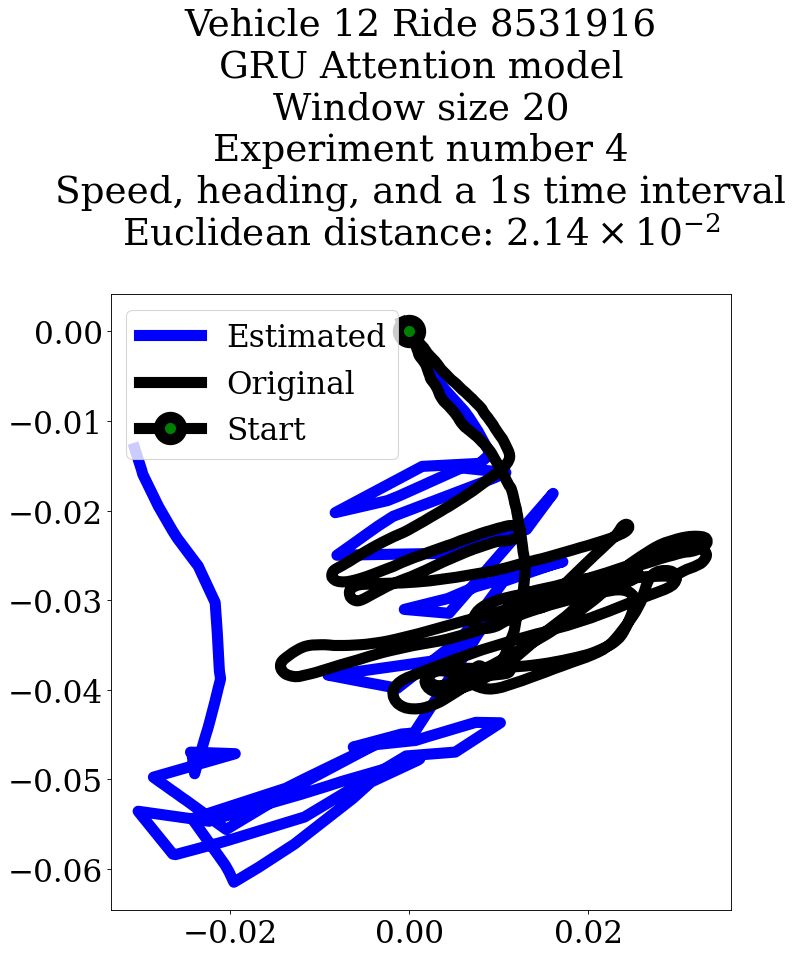 Vehicle 12 Ride 8531916
GRU Attention model
Window size 20
Experiment number 4
Speed, heading, and a 1s time interval
Euclidean distance: 2.14 × 10⁻²
Estimated
Original
Start
0.00
−0.01
−0.02
−0.03
−0.04
−0.05
−0.06
−0.02
0.00
0.02